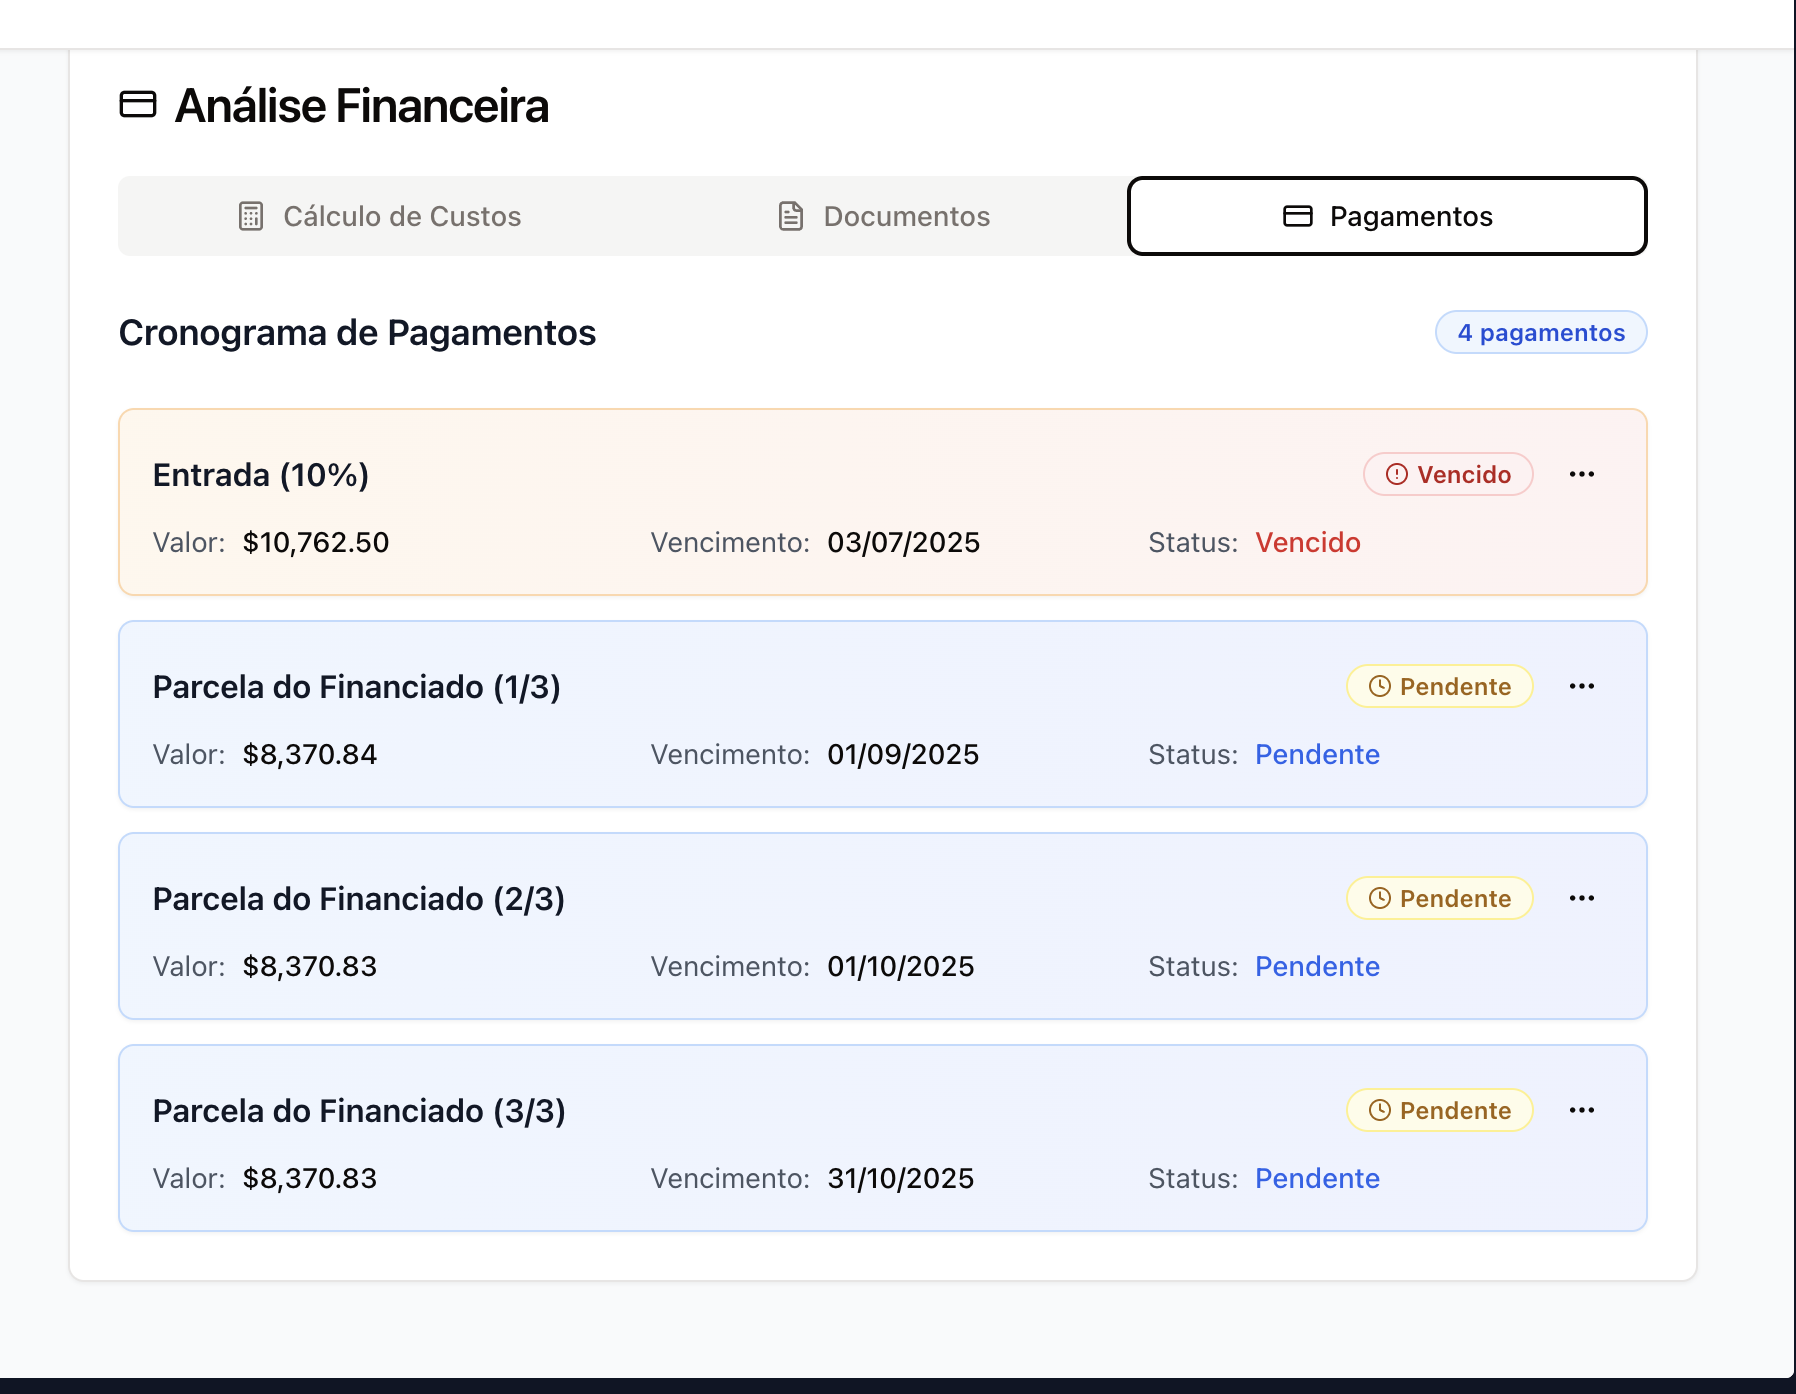 Análise Financeira
Cálculo de Custos
Documentos
Pagamentos
Cronograma de Pagamentos
4 pagamentos
Entrada (10%)
Vencido
Valor: $10,762.50
Vencimento: 03/07/2025
Status: Vencido
Parcela do Financiado (1/3)
Pendente
Valor: $8,370.84
Vencimento: 01/09/2025
Status: Pendente
Parcela do Financiado (2/3)
Pendente
Valor: $8,370.83
Vencimento: 01/10/2025
Status: Pendente
Parcela do Financiado (3/3)
Pendente
Valor: $8,370.83
Vencimento: 31/10/2025
Status: Pendente